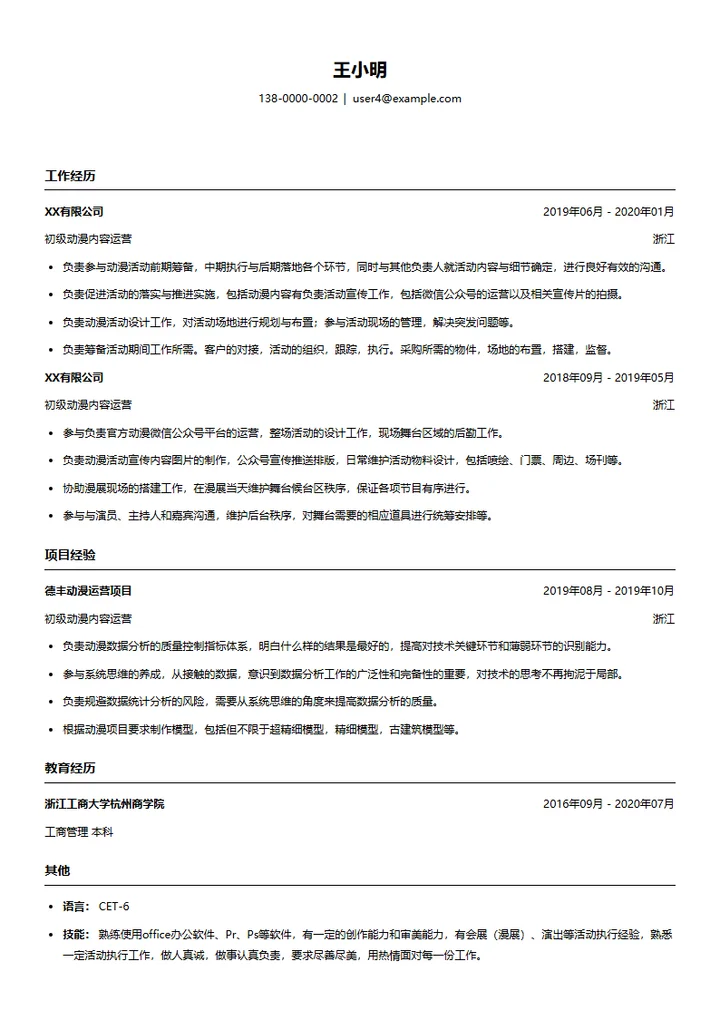 王小明
138-0000-0002 | user4@example.com
工作经历
XX有限公司 2019年06月 - 2020年01月
初级动漫内容运营 浙江
• 负责参与动漫活动前期筹备，中期执行与后期落地各个环节，同时与其他负责人就活动内容与细节确定，进行良好有效的沟通。
• 负责促进活动的落实与推进实施，包括动漫内容有负责活动宣传工作，包括微信公众号的运营以及相关宣传片的拍摄。
• 负责动漫活动设计工作，对活动场地进行规划与布置；参与活动现场的管理，解决突发问题等。
• 负责筹备活动期间工作所需。客户的对接，活动的组织，跟踪，执行。采购所需的物件，场地的布置，搭建，监督。
XX有限公司 2018年09月 - 2019年05月
初级动漫内容运营 浙江
• 参与负责官方动漫微信公众号平台的运营，整场活动的设计工作，现场舞台区域的后勤工作。
• 负责动漫活动宣传内容图片的制作，公众号宣传推送排版，日常维护活动物料设计，包括喷绘、门票、周边、场刊等。
• 协助漫展现场的搭建工作，在漫展当天维护舞台候台区秩序，保证各项节目有序进行。
• 参与与演员、主持人和嘉宾沟通，维护后台秩序，对舞台需要的相应道具进行统筹安排等。
项目经验
德丰动漫运营项目 2019年08月 - 2019年10月
初级动漫内容运营 浙江
• 负责动漫数据分析的质量控制指标体系，明白什么样的结果是最好的，提高对技术关键环节和薄弱环节的识别能力。
• 参与系统思维的养成，从接触的数据，意识到数据分析工作的广泛性和完备性的重要，对技术的思考不再拘泥于局部。
• 负责规避数据统计分析的风险，需要从系统思维的角度来提高数据分析的质量。
• 根据动漫项目要求制作模型，包括但不限于超精细模型，精细模型，古建筑模型等。
教育经历
浙江工商大学杭州商学院 2016年09月 - 2020年07月
工商管理 本科
其他
• 语言： CET-6
• 技能： 熟练使用office办公软件、Pr、Ps等软件，有一定的创作能力和审美能力，有会展（漫展）、演出等活动执行经验，熟悉
一定活动执行工作，做人真诚，做事认真负责，要求尽善尽美，用热情面对每一份工作。